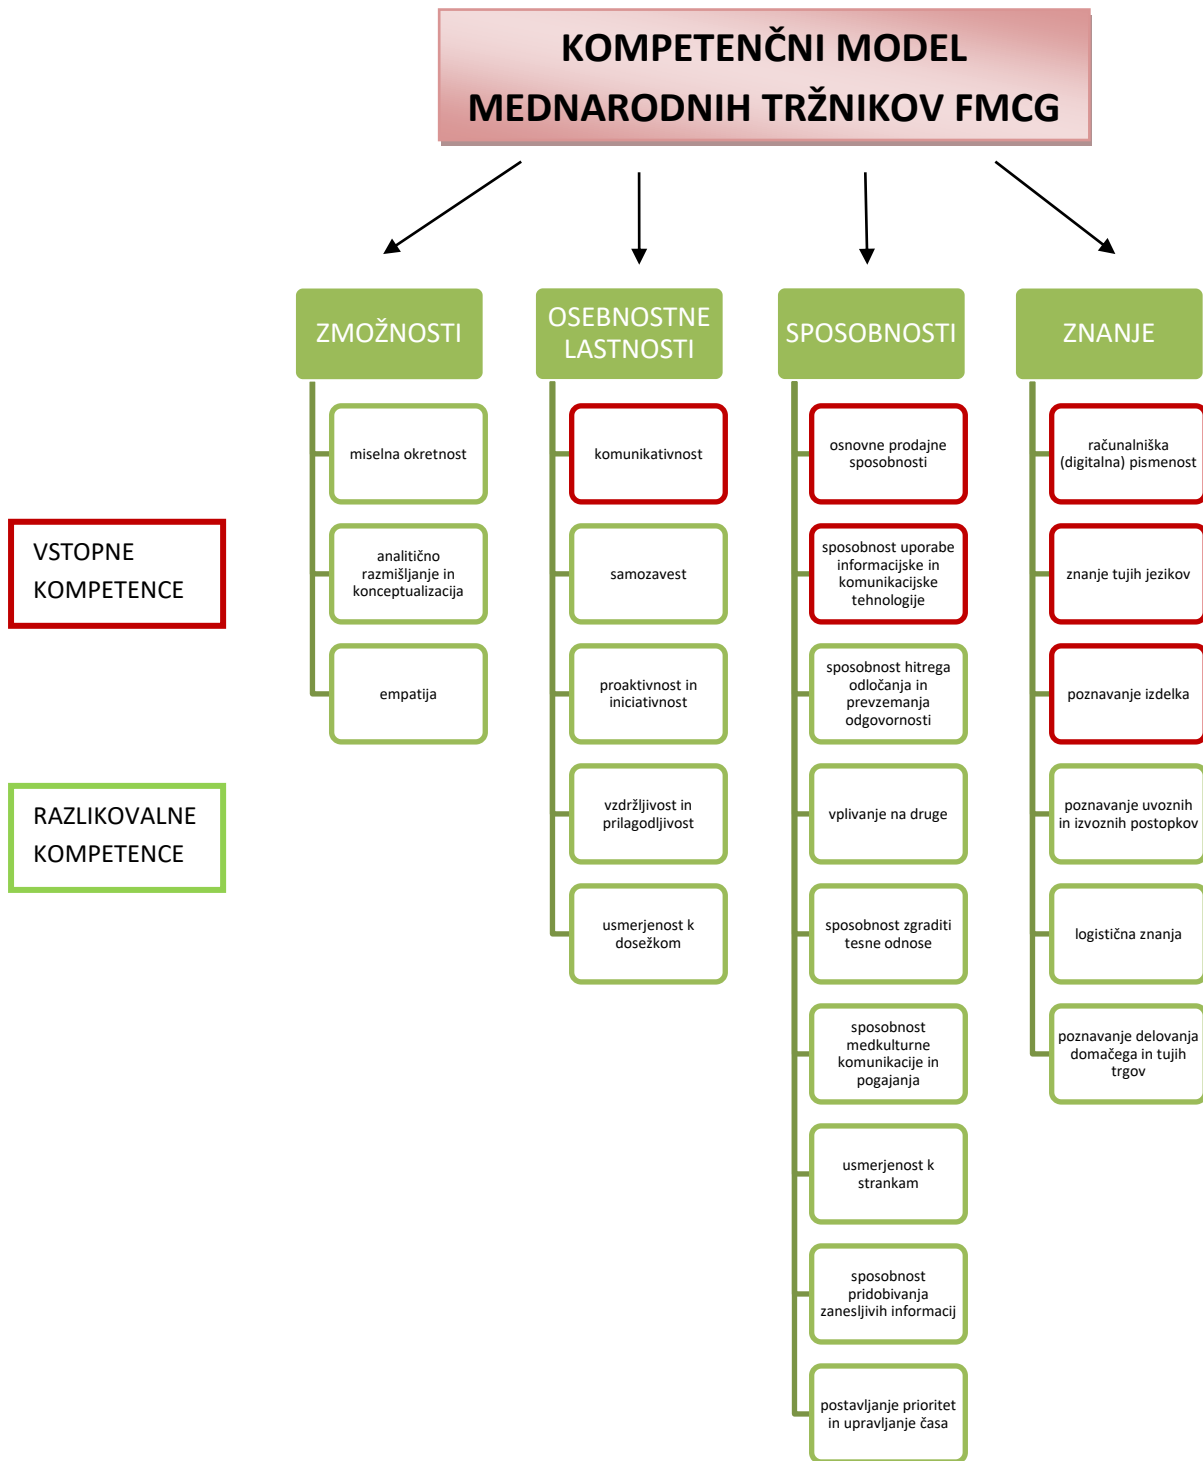 KOMPETENČNI MODEL
MEDNARODNIH TRŽNIKOV FMCG
ZMOŽNOSTI
miselna okretnost
analitično
razmišljanje in
konceptualizacija
empatija
OSEBNOSTNE
LASTNOSTI
komunikativnost
samozavest
proaktivnost in
iniciativnost
vzdržljivost in
prilagodljivost
usmerjenost k
dosežkom
SPOSOBNOSTI
osnovne prodajne
sposobnosti
sposobnost uporabe
informacijske in
komunikacijske
tehnologije
sposobnost hitrega
odločanja in
prevzemanja
odgovornosti
vplivanje na druge
sposobnost zgraditi
tesne odnose
sposobnost
medkulturne
komunikacije in
pogajanja
usmerjenost k
strankam
sposobnost
pridobivanja
zanesljivih informacij
postavljanje prioritet
in upravljanje časa
ZNANJE
računalniška
(digitalna) pismenost
znanje tujih jezikov
poznavanje izdelka
poznavanje uvoznih
in izvoznih postopkov
logistična znanja
poznavanje delovanja
domačega in tujih
trgov
VSTOPNE
KOMPETENCE
RAZLIKOVALNE
KOMPETENCE